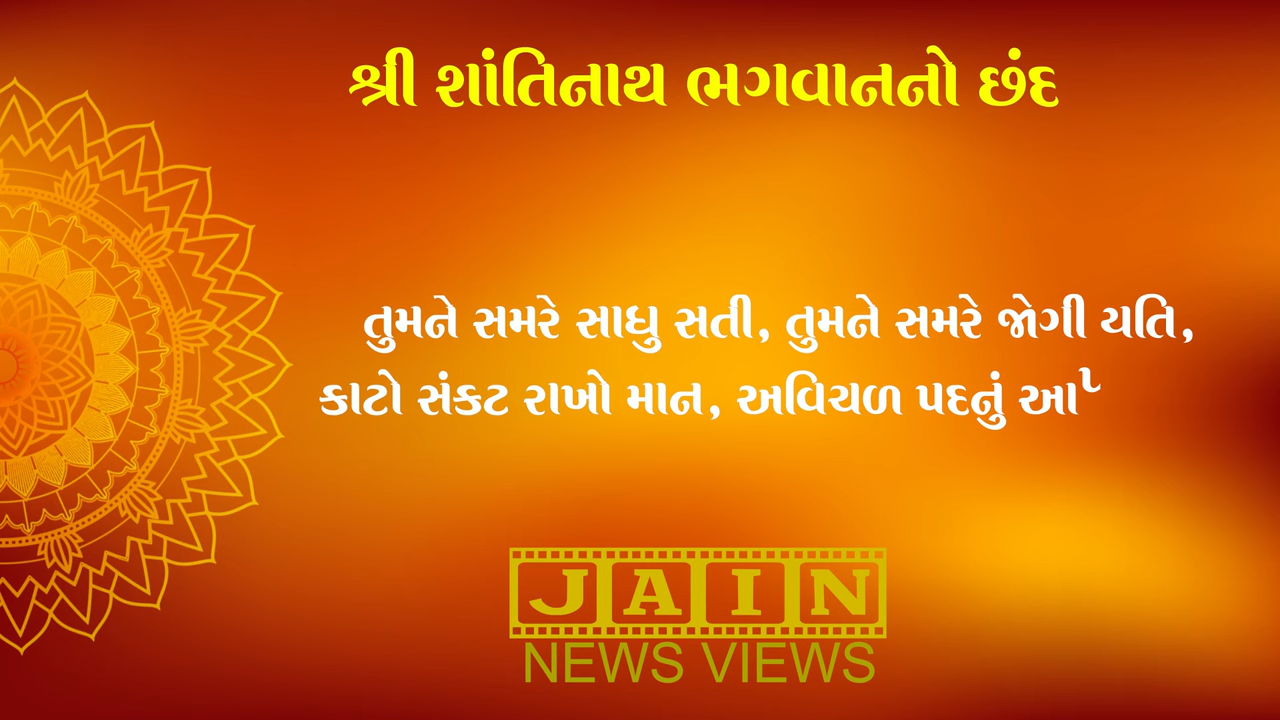 શ્રી શાંતિનાથ ભગવાનનો છંદ
તુમને સમરે સાધુ સતી, તુમને સમરે જોગી યતિ,
કાટો સંકટ રાખો માન, અવિચળ પદનું
JAIN
NEWS VIEWS